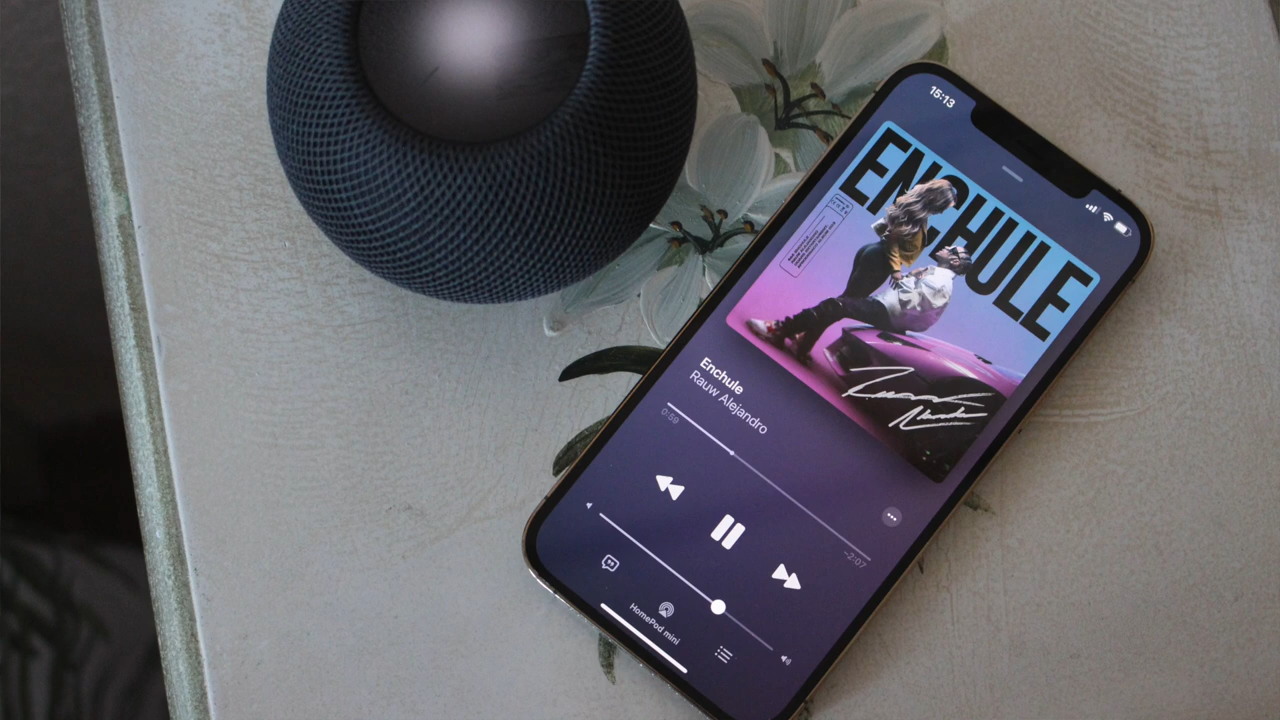 15:13
ENCHULE
Enchule
Rauw Alejandro
0:59
-2:07
HomePod mini